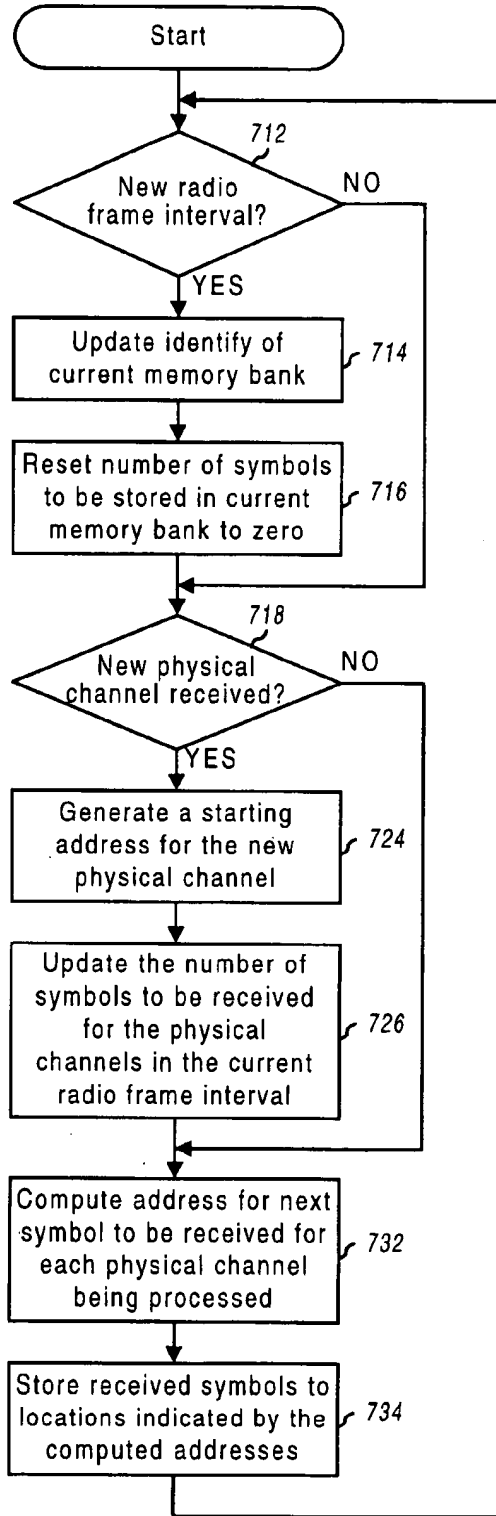 Start
712
New radio
frame interval?
NO
YES
Update identify of
current memory bank
714
Reset number of symbols
to be stored in current
memory bank to zero
716
718
New physical
channel received?
NO
YES
Generate a starting
address for the new
physical channel
724
Update the number of
symbols to be received
for the physical
channels in the current
radio frame interval
726
Compute address for next
symbol to be received for
each physical channel
being processed
732
Store received symbols to
locations indicated by the
computed addresses
734